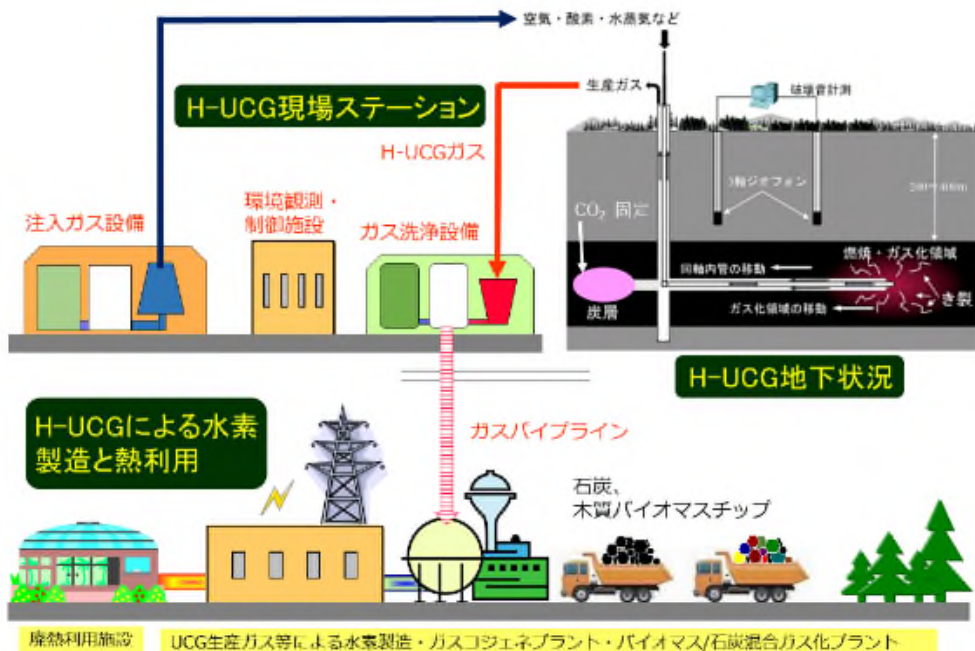 空気・酸素・水蒸気など
生産ガス
破壊音計測
H-UCG現場ステーション
H-UCGガス
3軸ジオフォン
環境観測・
制御施設
注入ガス設備
ガス洗浄設備
CO₂ 固定
燃焼・ガス化領域
同軸内管の移動
き裂
炭層
ガス化領域の移動
H-UCG地下状況
H-UCGによる水素
製造と熱利用
ガスパイプライン
石炭、
木質バイオマスチップ
廃熱利用施設
UCG生産ガス等による水素製造・ガスコジェネプラント・バイオマス/石炭混合ガス化プラント